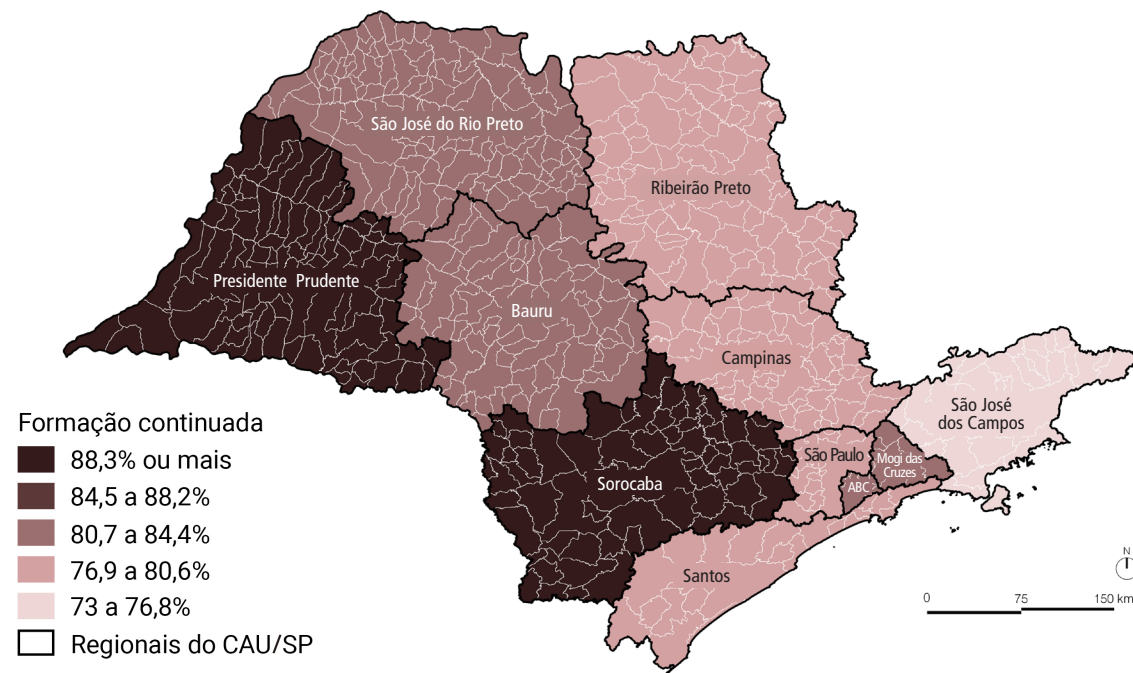 São José do Rio Preto
Ribeirão Preto
Presidente Prudente
Bauru
Campinas
São José
dos Campos
São Paulo
Mogi das
Cruzes
ABC
Sorocaba
Santos
Formação continuada
88,3% ou mais
84,5 a 88,2%
80,7 a 84,4%
76,9 a 80,6%
73 a 76,8%
Regionais do CAU/SP
N
0 75 150 km